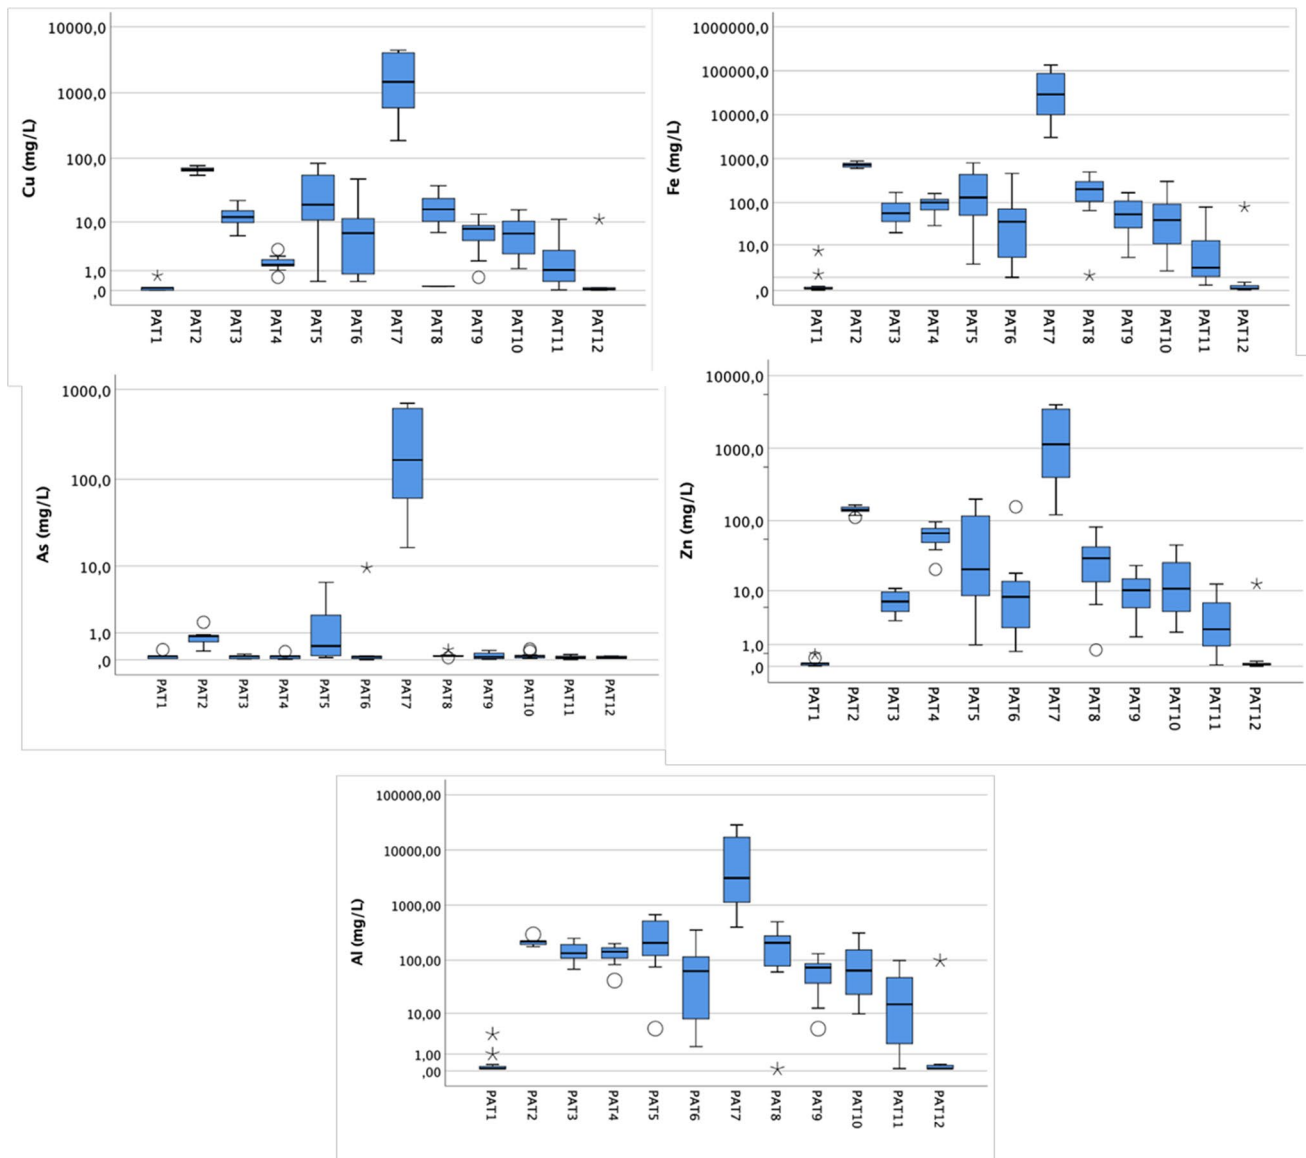 Cu (mg/L)
10000,0
1000,0
100,0
10,0
1,0
,0
PAT1
PAT2
PAT3
PAT4
PAT5
PAT6
PAT7
PAT8
PAT9
PAT10
PAT11
PAT12
Fe (mg/L)
1000000,0
100000,0
10000,0
1000,0
100,0
10,0
,0
PAT1
PAT2
PAT3
PAT4
PAT5
PAT6
PAT7
PAT8
PAT9
PAT10
PAT11
PAT12
As (mg/L)
1000,0
100,0
10,0
1,0
,0
PAT1
PAT2
PAT3
PAT4
PAT5
PAT6
PAT7
PAT8
PAT9
PAT10
PAT11
PAT12
Zn (mg/L)
10000,0
1000,0
100,0
10,0
1,0
,0
PAT1
PAT2
PAT3
PAT4
PAT5
PAT6
PAT7
PAT8
PAT9
PAT10
PAT11
PAT12
Al (mg/L)
100000,00
10000,00
1000,00
100,00
10,00
1,00
,00
PAT1
PAT2
PAT3
PAT4
PAT5
PAT6
PAT7
PAT8
PAT9
PAT10
PAT11
PAT12